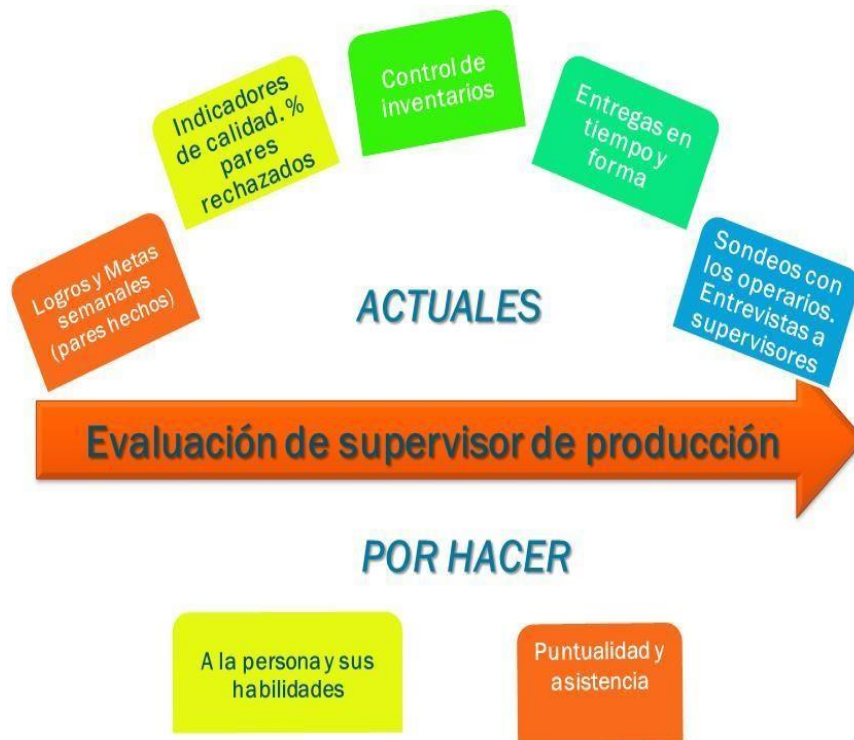 Logros y Metas
semanales
(pares hechos)
Indicadores
de calidad. %
pares
rechazados
Control de
inventarios
Entregas en
tiempo y
forma
Sondeos con
los operarios.
Entrevistas a
supervisores
ACTUALES
Evaluación de supervisor de producción
POR HACER
A la persona y sus
habilidades
Puntualidad y
asistencia